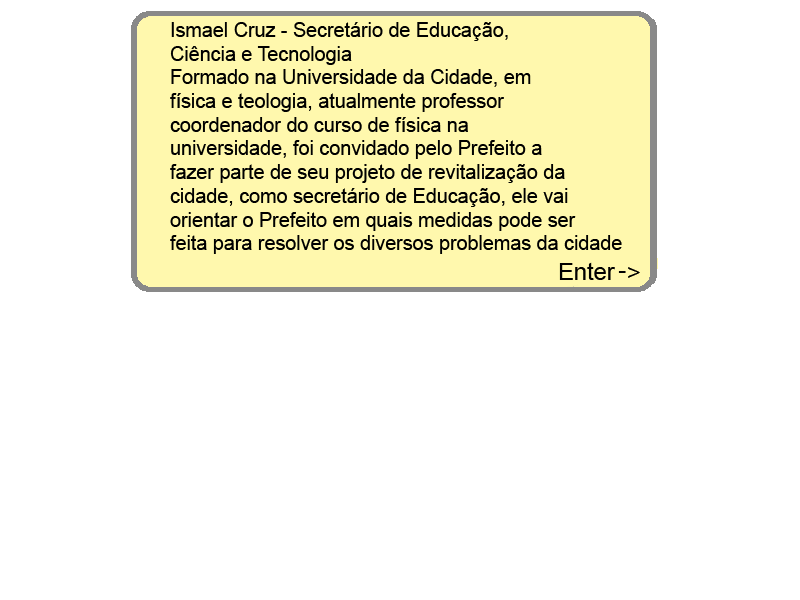 Ismael Cruz - Secretário de Educação,
Ciência e Tecnologia
Formado na Universidade da Cidade, em
física e teologia, atualmente professor
coordenador do curso de física na
universidade, foi convidado pelo Prefeito a
fazer parte de seu projeto de revitalização da
cidade, como secretário de Educação, ele vai
orientar o Prefeito em quais medidas pode ser
feita para resolver os diversos problemas da cidade
Enter ->